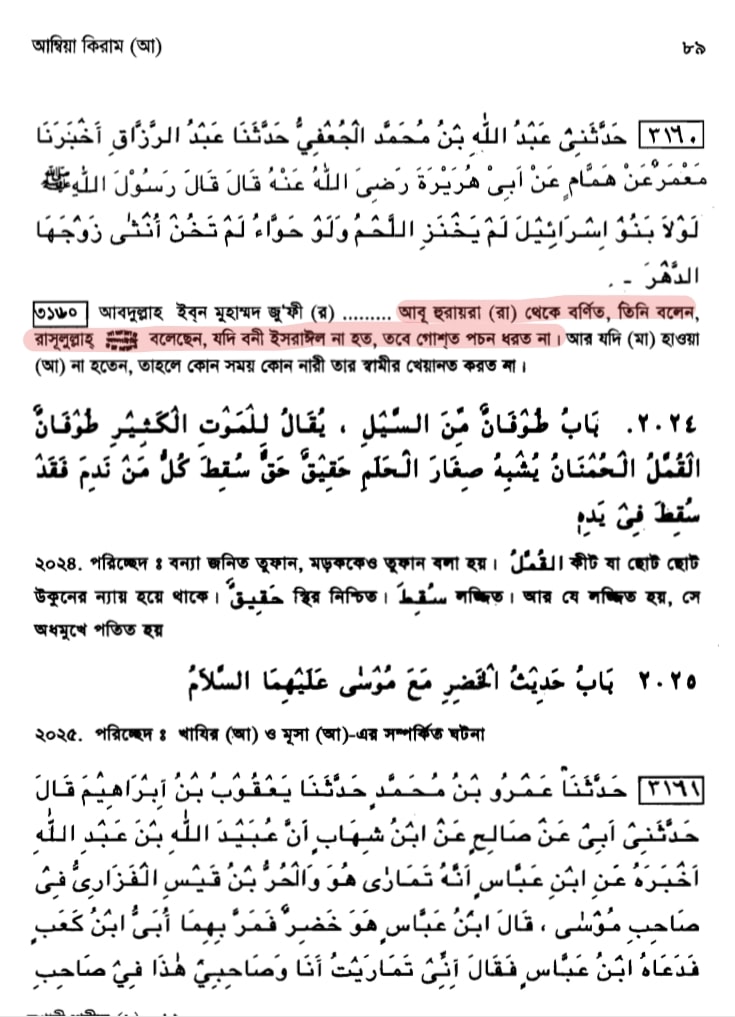 আম্বিয়া কিরাম (আ) ৮৯
٣١٦٠ حَدَّثَنِىْ عَبْدُ اللّٰهِ بْنُ مُحَمَّد الْجُعْفِىُّ حَدَّثَنَا عَبْدُ الرَّزَّاقِ اَخْبَرَنَا
مَعْمَرٌ عَنْ هَمَّامٍ عَنْ اَبِىْ هُرَيْرَةَ رَضِىَ اللّٰهُ عَنْهُ قَالَ قَالَ رَسُوْلَ اللّٰهِ ﷺ
لَوْلاَ بَنُوْ اِسْرَائِيْلَ لَمْ يَخْنَزِ اللَّحْمُ وَلَوْ حَوَّاءُ لَمْ تَخُنْ اُنْثٰى زَوْجَهَا
الدَّهْرَ - .
৩১৬০ আবদুল্লাহ ইবন মুহাম্মদ জু'ফী (র) ......... আবূ হুরায়রা (রা) থেকে বর্ণিত, তিনি বলেন,
রাসূলুল্লাহ্ ﷺ বলেছেন, যদি বনী ইসরাঈল না হত, তবে গোশ্ত পচন ধরত না। আর যদি (মা) হাওয়া
(আ) না হতেন, তাহলে কোন সময় কোন নারী তার স্বামীর খেয়ানত করত না।
٢٠٢٤. بَابُ طُوْفَانٌ مِّنَ السَّيْلِ ، يُقَالُ لِلْمَوْتِ الْكَثِيْرِ طُوْفَانٌ
الْقُمَّلُ الْحُمْنَانُ يُشْبِهُ صِغَارَ الْحَلَمِ حَقِيْقٌ حَقٌّ سُقِطَ كُلُّ مَنْ نَدِمَ فَقَدْ
سُقِطَ فِىْ يَدِهٖ
২০২৪. পরিচ্ছেদ : বন্যা জনিত তুফান, মড়ককেও তুফান বলা হয়। اَلْقُمَّلُ কীট যা ছোট ছোট
উকুনের ন্যায় হয়ে থাকে। حَقِيْقٌ স্থির নিশ্চিত। سُقِطَ লজ্জিত। আর যে লজ্জিত হয়, সে
অধমুখে পতিত হয়
٢٠٢٥ بَابُ حَدِيْثُ الْخَضِرِ مَعَ مُوْسٰى عَلَيْهِمَا السَّلاَمُ
২০২৫. পরিচ্ছেদ : খাযির (আ) ও মূসা (আ)-এর সম্পর্কিত ঘটনা
٣١٦١ حَدَّثَنَا عَمْرُو بْنُ مُحَمَّدٍ حَدَّثَنَا يَعْقُوْبُ بْنُ اِبْرَاهِيْمَ قَالَ
حَدَّثَنِىْ اَبِىْ عَنْ صَالِحٍ عَنْ ابْنُ شِهَابٍ اَنَّ عُبَيْدَ اللّٰهِ بْنَ عَبْدِ اللّٰهِ
اَخْبَرَهُ عَنِ ابْنِ عَبَّاسٍ اَنَّهُ تَمَارٰى هُوَ وَالْحُرُّ بْنُ قَيْسٍ الْفَزَارِىُّ فِىْ
صَاحِبِ مُوْسٰى ، قَالَ ابْنُ عَبَّاسٍ هُوَ خَضِرٌ فَمَرَّ بِهِمَا اُبَىُّ ابْنُ كَعْبٍ
فَدَعَاهُ ابْنُ عَبَّاسٍ فَقَالَ اِنِّىْ تَمَارَيْتُ اَنَا وَصَاحِبِيْ هٰذَا فِيْ صَاحِبِ